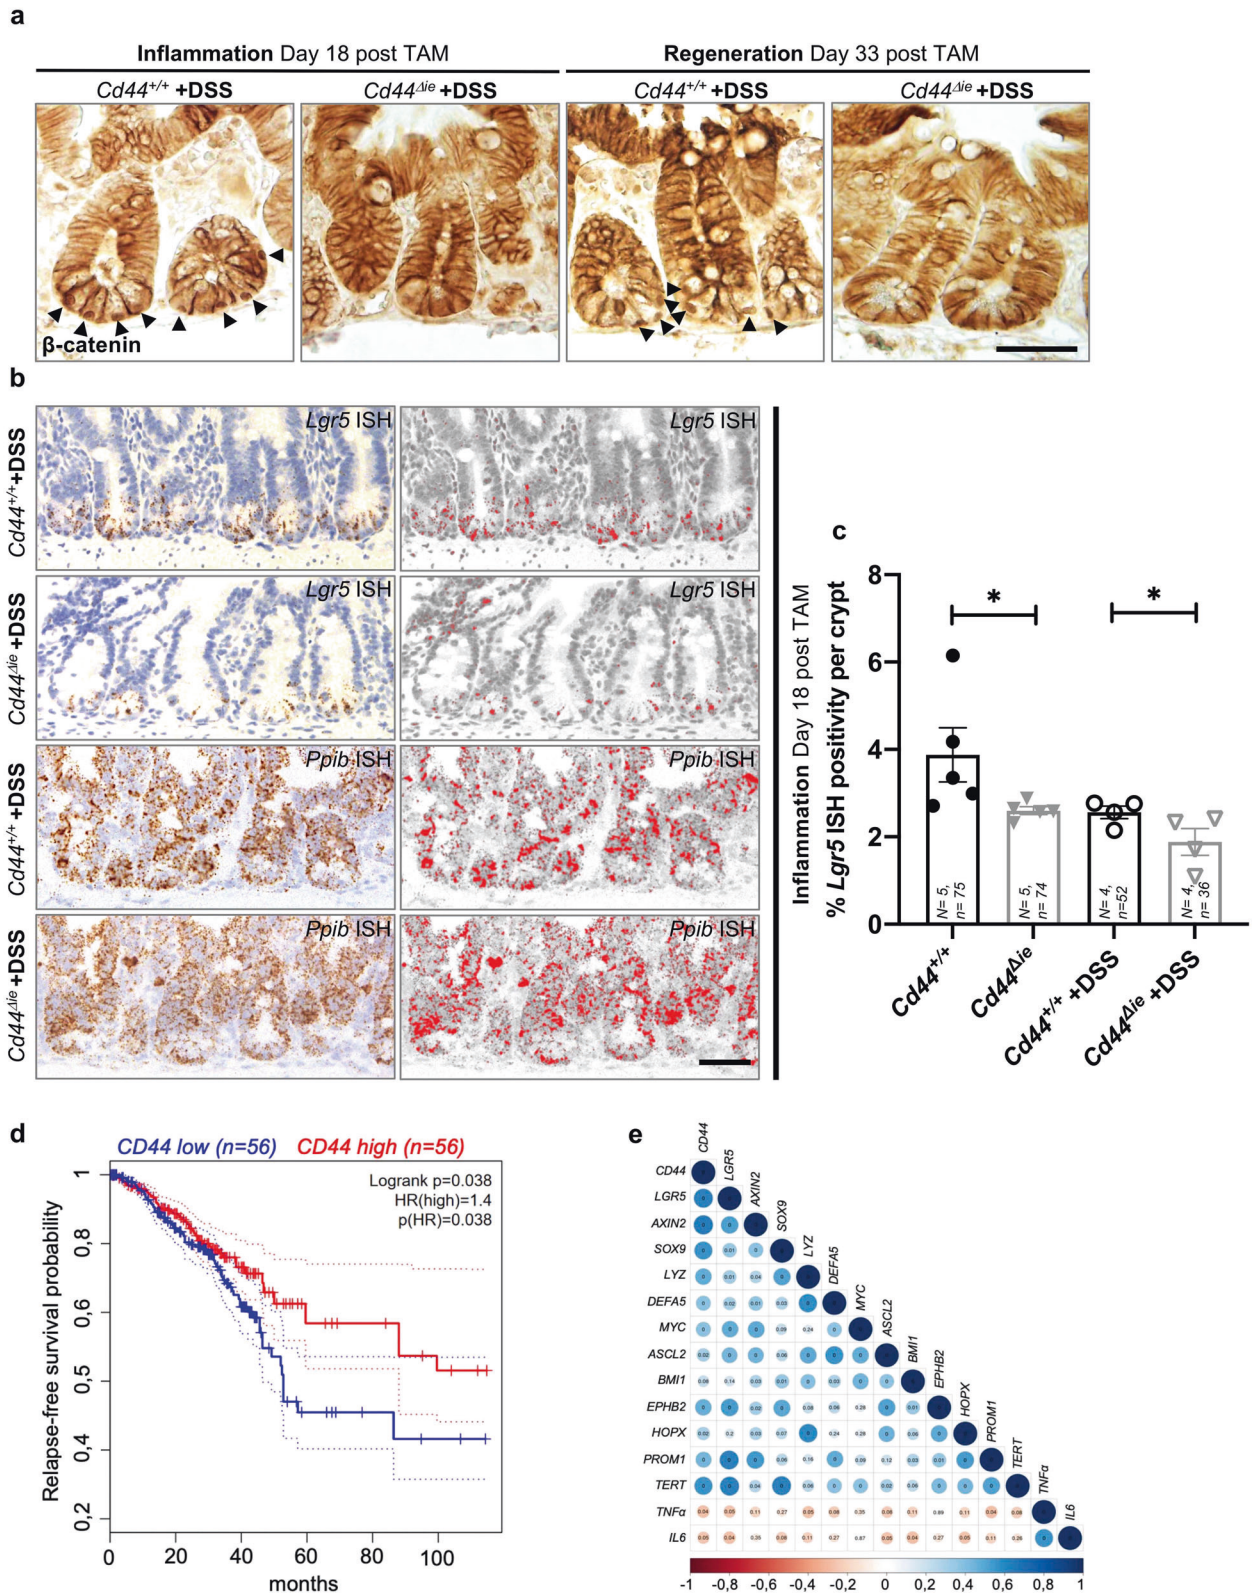 a
Inflammation Day 18 post TAM
Regeneration Day 33 post TAM
Cd44+/+ +DSS
Cd44Δie +DSS
Cd44+/+ +DSS
Cd44Δie +DSS
β-catenin
b
Cd44+/+ +DSS
Lgr5 ISH
Lgr5 ISH
Cd44Δie +DSS
Lgr5 ISH
Lgr5 ISH
Cd44+/+ +DSS
Ppib ISH
Ppib ISH
Cd44Δie +DSS
Ppib ISH
Ppib ISH
Inflammation Day 18 post TAM
c
% Lgr5 ISH positivity per crypt
8
6
4
2
0
*
*
N= 5,
n= 75
N= 5,
n= 74
N= 4,
n=52
N= 4,
n= 36
Cd44+/+
Cd44Δie
Cd44+/+ +DSS
Cd44Δie +DSS
d
CD44 low (n=56)
CD44 high (n=56)
Logrank p=0.038
HR(high)=1.4
p(HR)=0.038
Relapse-free survival probability
1
0,8
0,6
0,5
0,4
0,2
0 20 40 60 80 100
months
e
CD44
LGR5
AXIN2
SOX9
LYZ
DEFA5
MYC
ASCL2
BMI1
EPHB2
HOPX
PROM1
TERT
TNFα
IL6
CD44
LGR5
AXIN2
SOX9
LYZ
DEFA5
MYC
ASCL2
BMI1
EPHB2
HOPX
PROM1
TERT
TNFα
IL6
-1 -0,8 -0,6 -0,4 -0,2 0 0,2 0,4 0,6 0,8 1